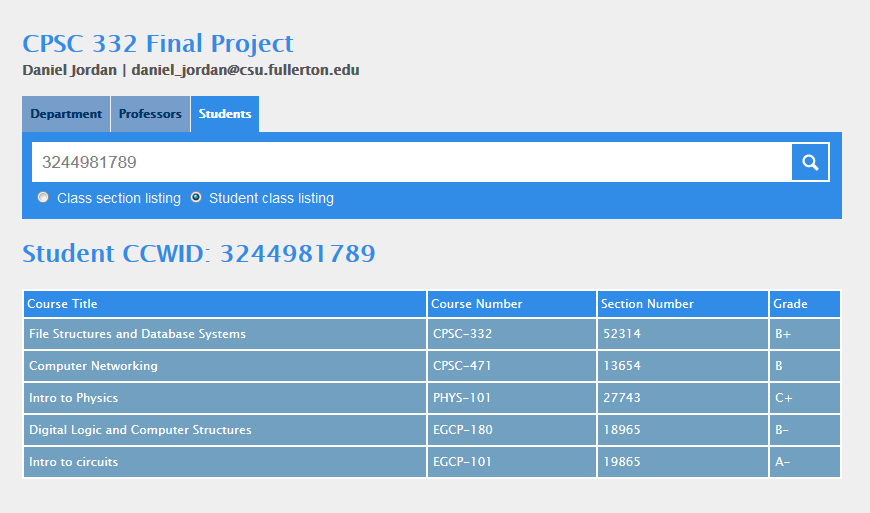 CPSC 332 Final Project
Daniel Jordan | daniel_jordan@csu.fullerton.edu
Department Professors Students
3244981789
Class section listing Student class listing
Student CCWID: 3244981789
Course Title Course Number Section Number Grade
File Structures and Database Systems CPSC-332 52314 B+
Computer Networking CPSC-471 13654 B
Intro to Physics PHYS-101 27743 C+
Digital Logic and Computer Structures EGCP-180 18965 B-
Intro to circuits EGCP-101 19865 A-